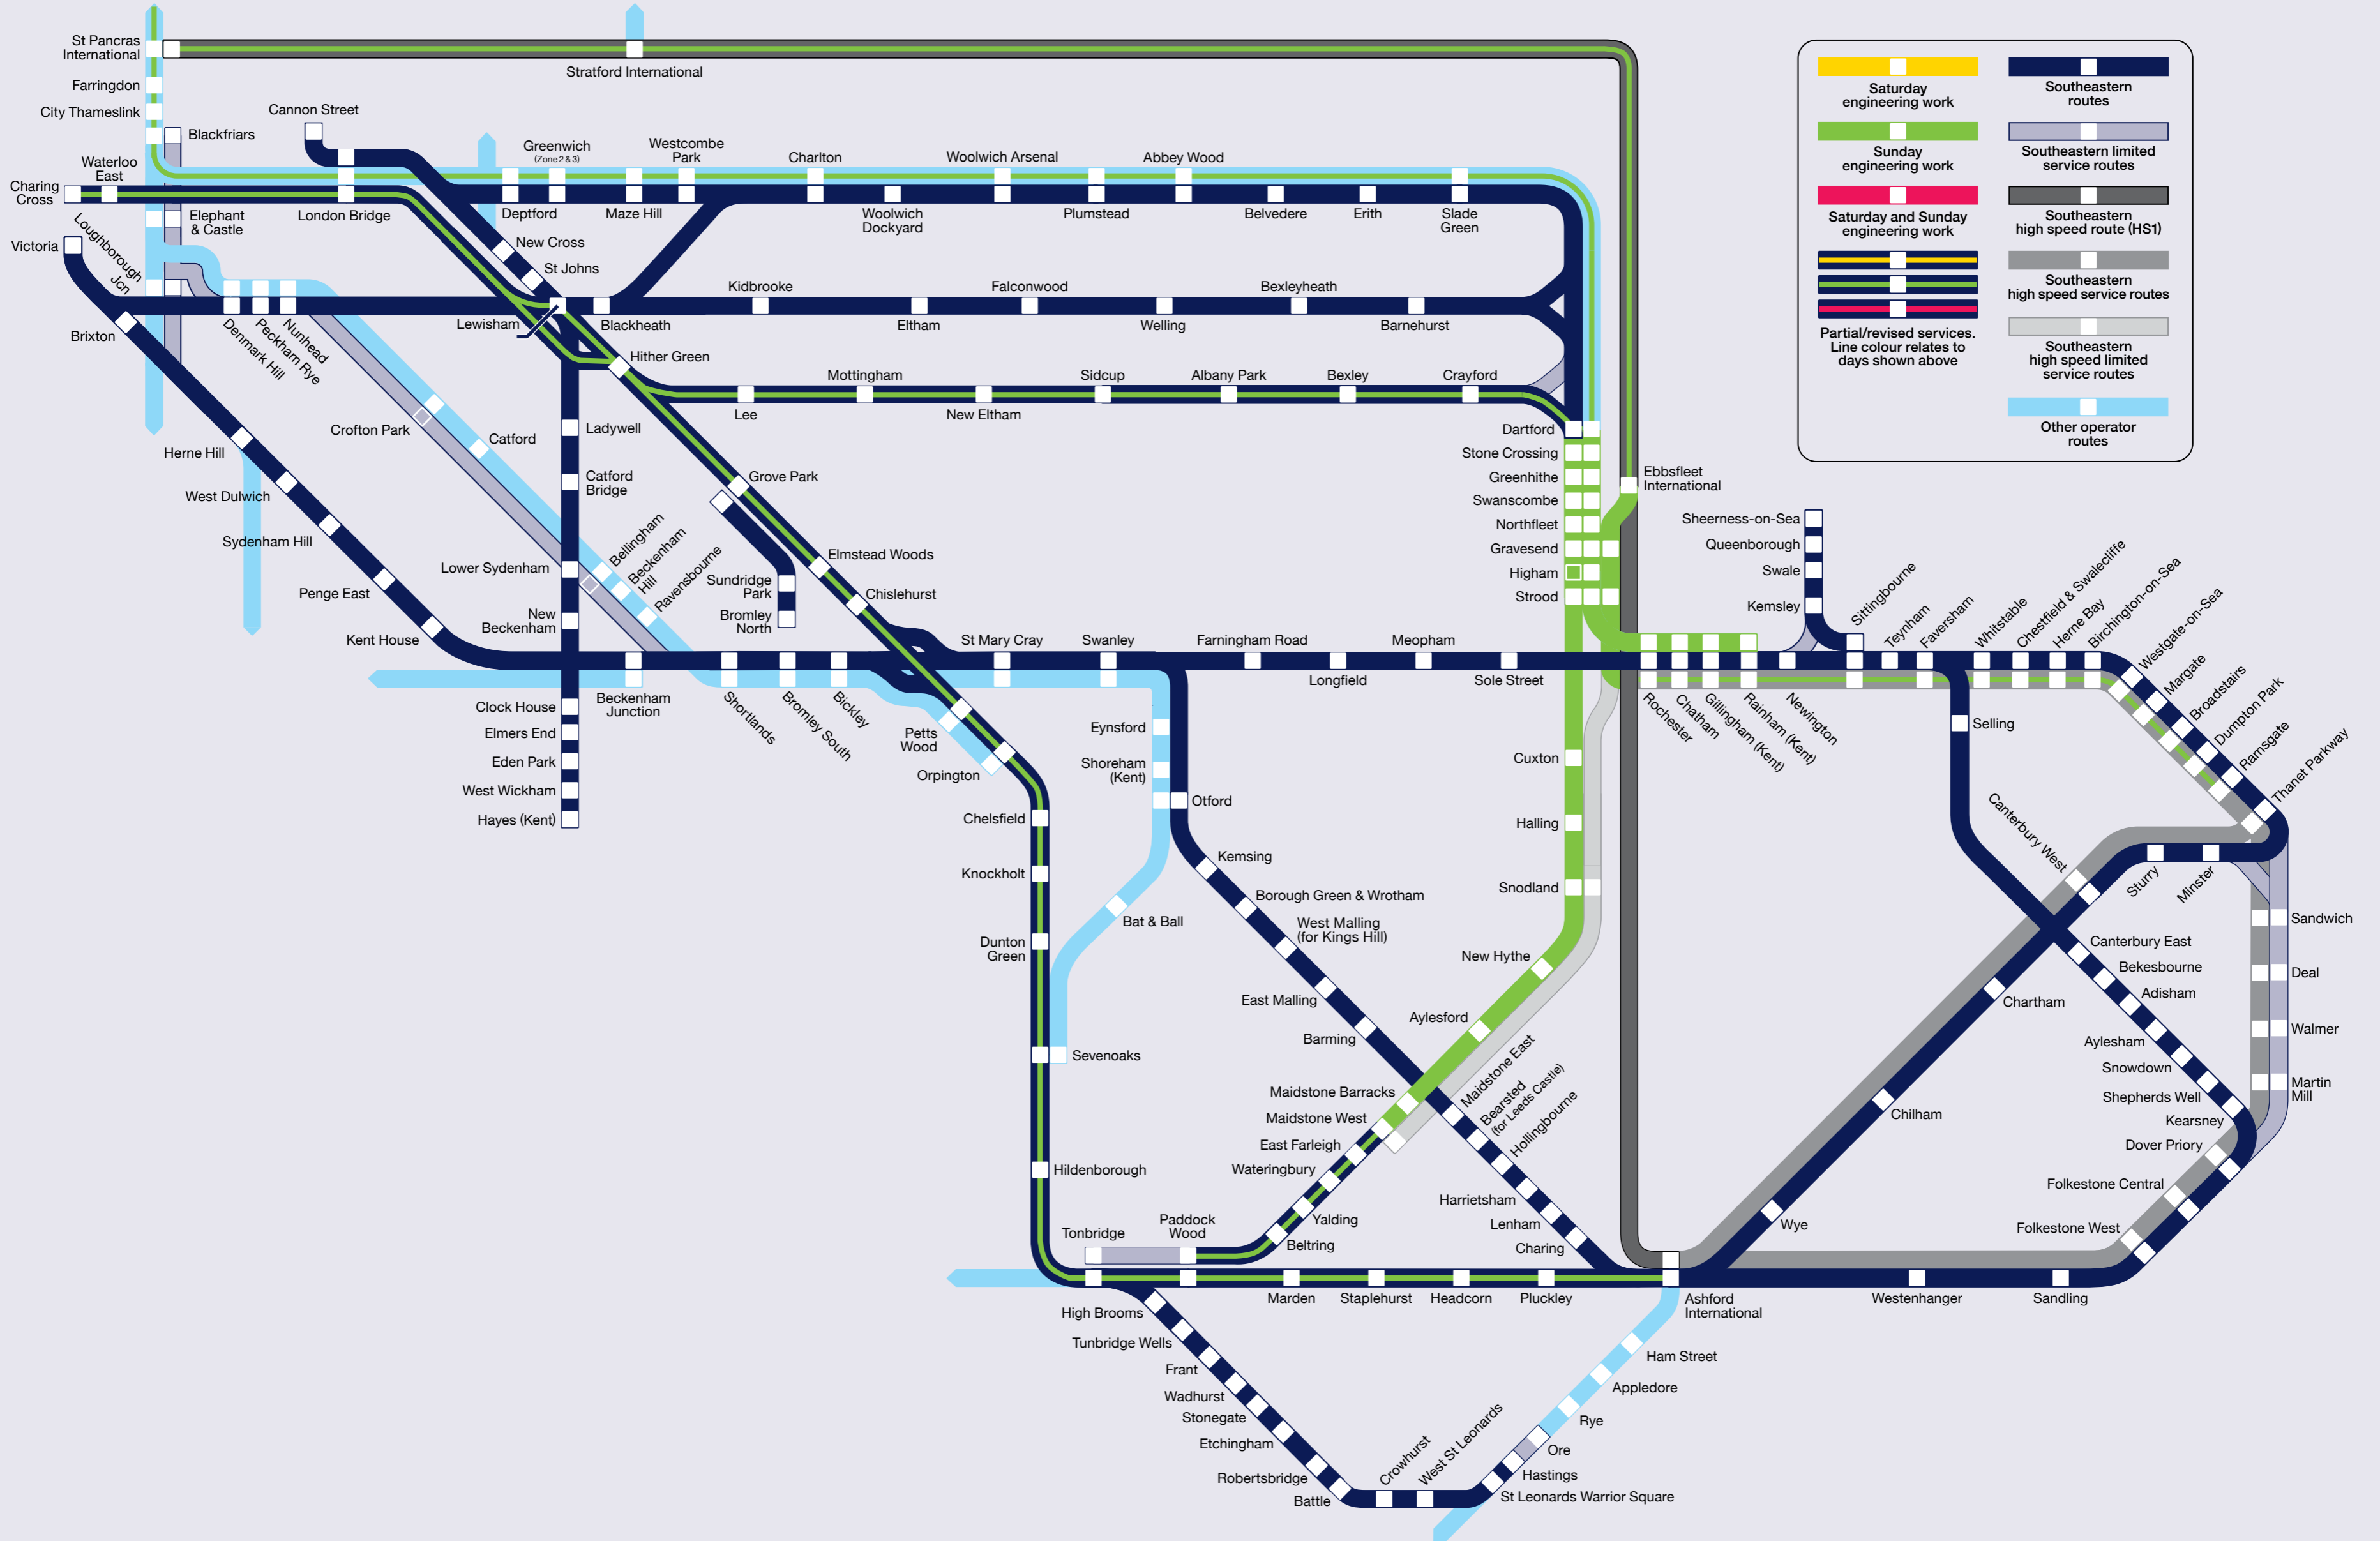 St Pancras
International
Farringdon
City Thameslink
Blackfriars
Waterloo
East
Charing
Cross
Cannon Street
London Bridge
Stratford International
Elephant
& Castle
Loughborough
Jcn
Victoria
Brixton
Denmark Hill
Peckham Rye
Nunhead
Greenwich
(Zone 2 & 3)
Westcombe
Park
Charlton
Woolwich Arsenal
Abbey Wood
Deptford
Maze Hill
Woolwich
Dockyard
Plumstead
Belvedere
Erith
Slade
Green
New Cross
St Johns
Lewisham
Blackheath
Kidbrooke
Eltham
Falconwood
Welling
Bexleyheath
Barnehurst
Hither Green
Lee
Mottingham
New Eltham
Sidcup
Albany Park
Bexley
Crayford
Herne Hill
West Dulwich
Sydenham Hill
Penge East
Kent House
Crofton Park
Catford
Ladywell
Catford
Bridge
Lower Sydenham
New
Beckenham
Bellingham
Beckenham
Hill
Ravensbourne
Grove Park
Sundridge
Park
Bromley
North
Elmstead Woods
Chislehurst
Clock House
Elmers End
Eden Park
West Wickham
Hayes (Kent)
Beckenham
Junction
Shortlands
Bromley South
Bickley
Petts
Wood
Orpington
St Mary Cray
Swanley
Farningham Road
Longfield
Meopham
Sole Street
Chelsfield
Knockholt
Dunton
Green
Sevenoaks
Hildenborough
Eynsford
Shoreham
(Kent)
Otford
Bat & Ball
Kemsing
Borough Green & Wrotham
West Malling
(for Kings Hill)
East Malling
Barming
Maidstone East
Bearsted
(for Leeds Castle)
Hollingbourne
Harrietsham
Lenham
Charing
Dartford
Stone Crossing
Greenhithe
Swanscombe
Northfleet
Gravesend
Higham
Strood
Ebbsfleet
International
Cuxton
Halling
Snodland
New Hythe
Aylesford
Maidstone Barracks
Maidstone West
East Farleigh
Wateringbury
Yalding
Beltring
Paddock
Wood
Tonbridge
Marden
Staplehurst
Headcorn
Pluckley
Ashford
International
Westenhanger
Sandling
High Brooms
Tunbridge Wells
Frant
Wadhurst
Stonegate
Etchingham
Robertsbridge
Battle
Crowhurst
West St Leonards
St Leonards Warrior Square
Hastings
Ore
Rye
Appledore
Ham Street
Sheerness-on-Sea
Queenborough
Swale
Kemsley
Rochester
Chatham
Gillingham (Kent)
Rainham (Kent)
Newington
Sittingbourne
Teynham
Faversham
Whitstable
Chestfield & Swalecliffe
Herne Bay
Birchington-on-Sea
Westgate-on-Sea
Margate
Broadstairs
Dumpton Park
Ramsgate
Thanet Parkway
Selling
Canterbury West
Sturry
Minster
Canterbury East
Bekesbourne
Adisham
Aylesham
Snowdown
Shepherds Well
Kearsney
Dover Priory
Folkestone Central
Folkestone West
Sandwich
Deal
Walmer
Martin
Mill
Chartham
Chilham
Wye
Saturday
engineering work
Sunday
engineering work
Saturday and Sunday
engineering work
Partial/revised services.
Line colour relates to
days shown above
Southeastern
routes
Southeastern limited
service routes
Southeastern
high speed route (HS1)
Southeastern
high speed service routes
Southeastern
high speed limited
service routes
Other operator
routes